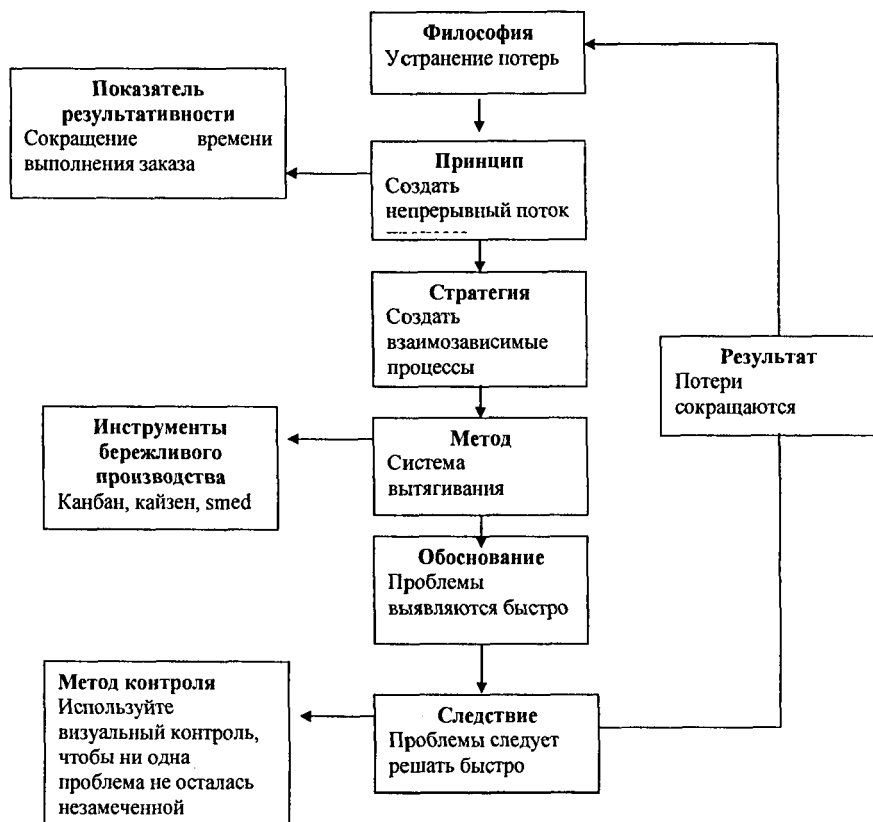 Философия
Устранение потерь
Показатель
результативности
Сокращение времени
выполнения заказа
Принцип
Создать
непрерывный поток
Стратегия
Создать
взаимозависимые
процессы
Результат
Потери
сокращаются
Инструменты
бережливого
производства
Канбан, кайзен, smed
Метод
Система
вытягивания
Обоснование
Проблемы
выявляются быстро
Метод контроля
Используйте
визуальный контроль,
чтобы ни одна
проблема не осталась
незамеченной
Следствие
Проблемы следует
решать быстро